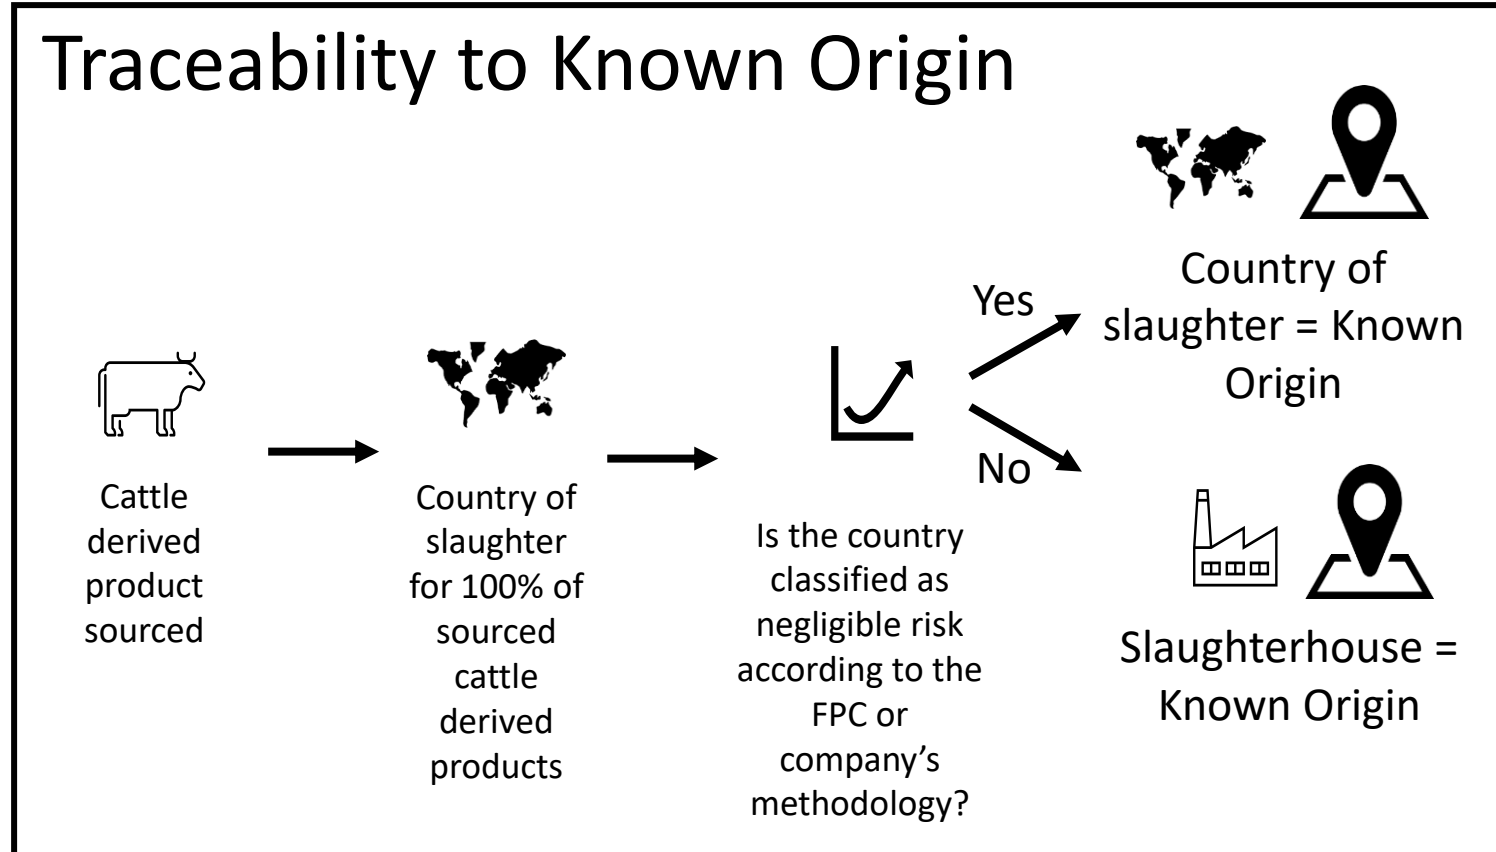 Traceability to Known Origin
Cattle
derived
product
sourced
Country of
slaughter
for 100% of
sourced
cattle
derived
products
Is the country
classified as
negligible risk
according to the
FPC or
company’s
methodology?
Yes
No
Country of
slaughter = Known
Origin
Slaughterhouse =
Known Origin